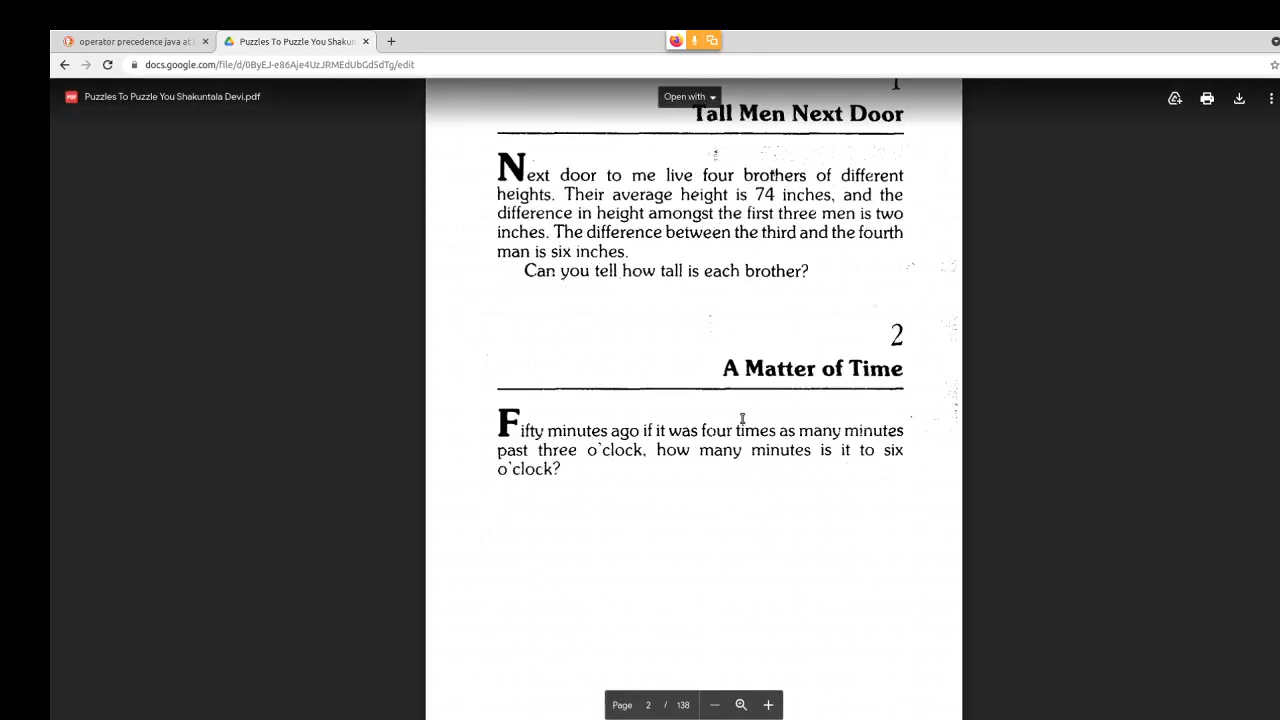 operator precedence java at
Puzzles To Puzzle You Shakun
docs.google.com/file/d/0ByEJ-e86Aje4UzJRMEdUbGdSdTg/edit
Puzzles To Puzzle You Shakuntala Devi.pdf
Open with
1
Tall Men Next Door
Next door to me live four brothers of different
heights. Their average height is 74 inches, and the
difference in height amongst the first three men is two
inches. The difference between the third and the fourth
man is six inches.
Can you tell how tall is each brother?
2
A Matter of Time
Fifty minutes ago if it was four times as many minutes
past three o'clock, how many minutes is it to six
o'clock?
Page 2 / 138